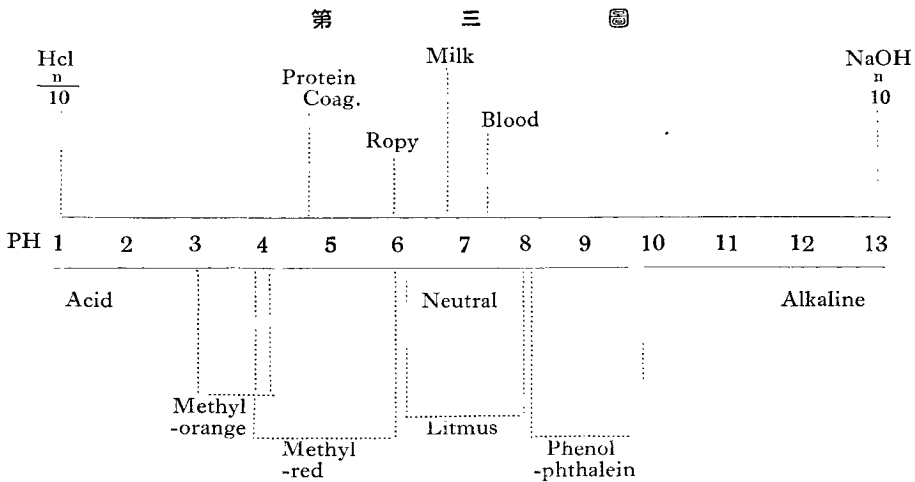 第三圖
Hcl
n
10
Protein
Coag.
Ropy
Milk
Blood
NaOH
n
10
PH 1 2 3 4 5 6 7 8 9 10 11 12 13
Acid Neutral Alkaline
Methyl
-orange
Methyl
-red
Litmus
Phenol
-phthalein